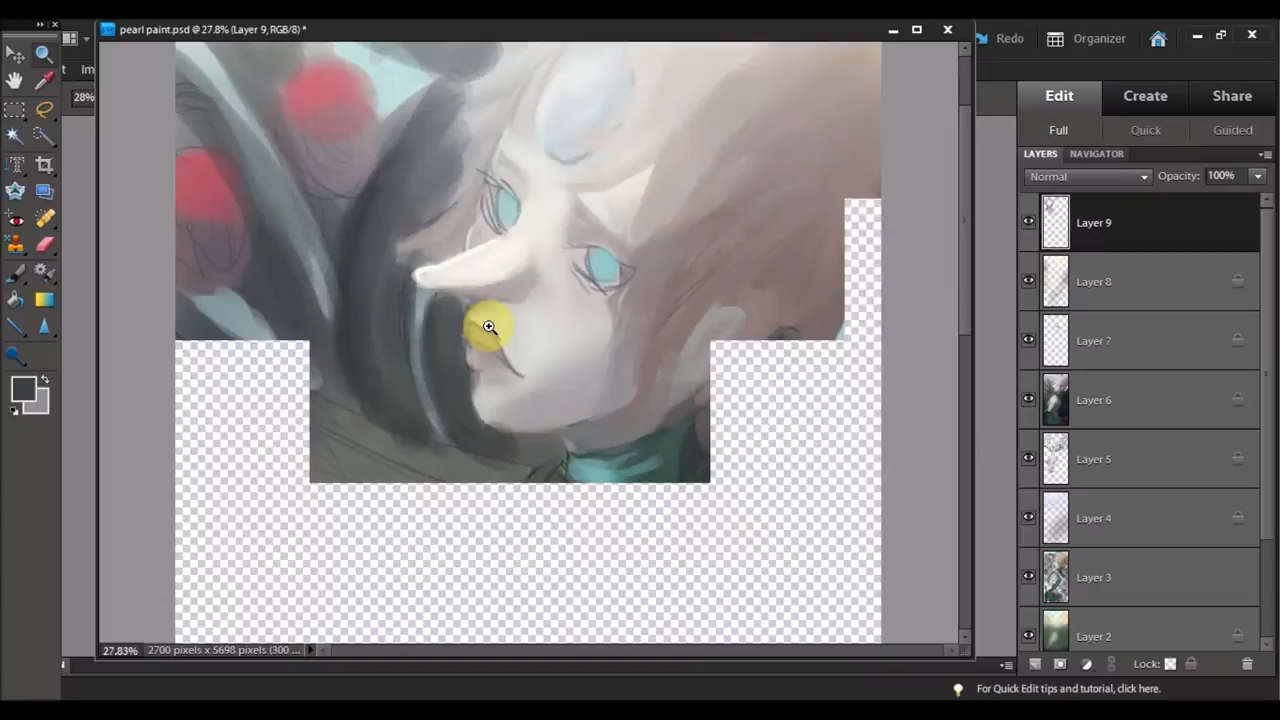 pearl paint.psd @ 27.8% (Layer 9, RGB/8) *
Redo
Organizer
Im
28%
Edit
Create
Share
Full
Quick
Guided
LAYERS
NAVIGATOR
Normal
Opacity: 100%
Layer 9
Layer 8
Layer 7
Layer 6
Layer 5
Layer 4
Layer 3
Layer 2
27.83%
2700 pixels x 5698 pixels (300 ...
Lock:
For Quick Edit tips and tutorial, click here.